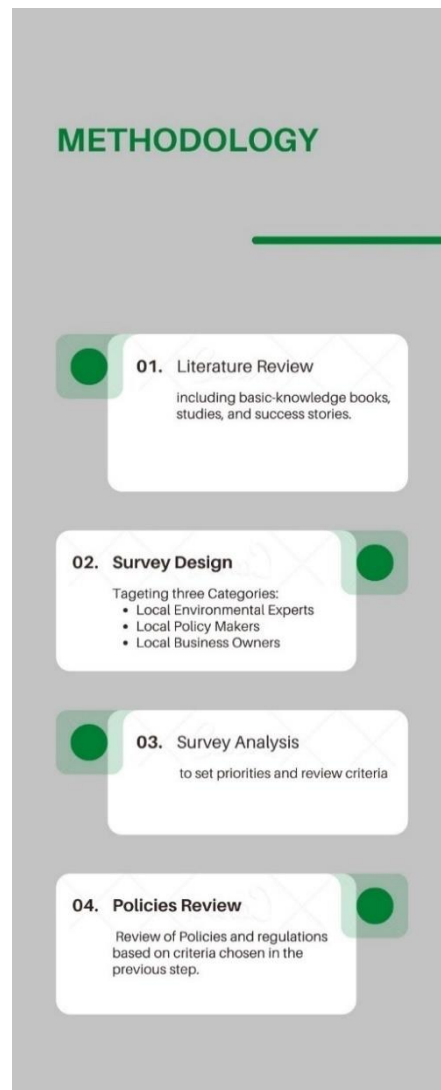 METHODOLOGY
01. Literature Review
including basic-knowledge books,
studies, and success stories.
02. Survey Design
Tageting three Categories:
• Local Environmental Experts
• Local Policy Makers
• Local Business Owners
03. Survey Analysis
to set priorities and review criteria
04. Policies Review
Review of Policies and regulations
based on criteria chosen in the
previous step.